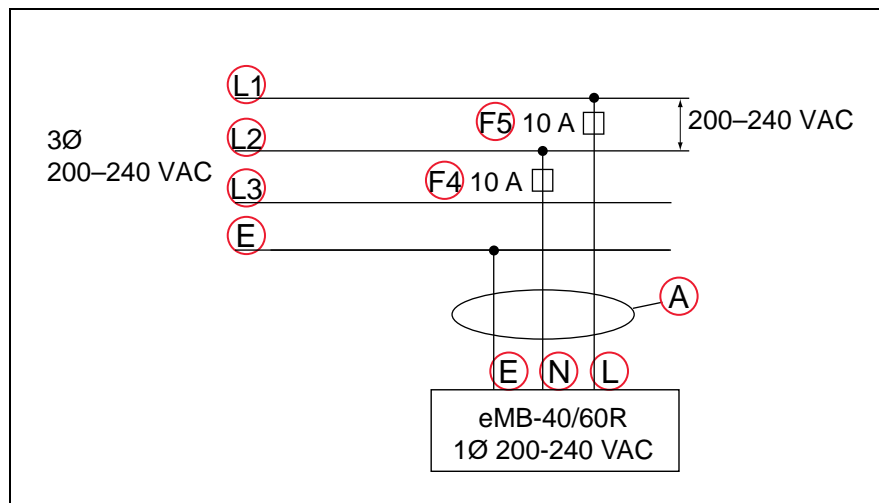 L1
F5 10 A
200–240 VAC
L2
3Ø
200–240 VAC
F4 10 A
L3
E
A
E N L
eMB-40/60R
1Ø 200-240 VAC